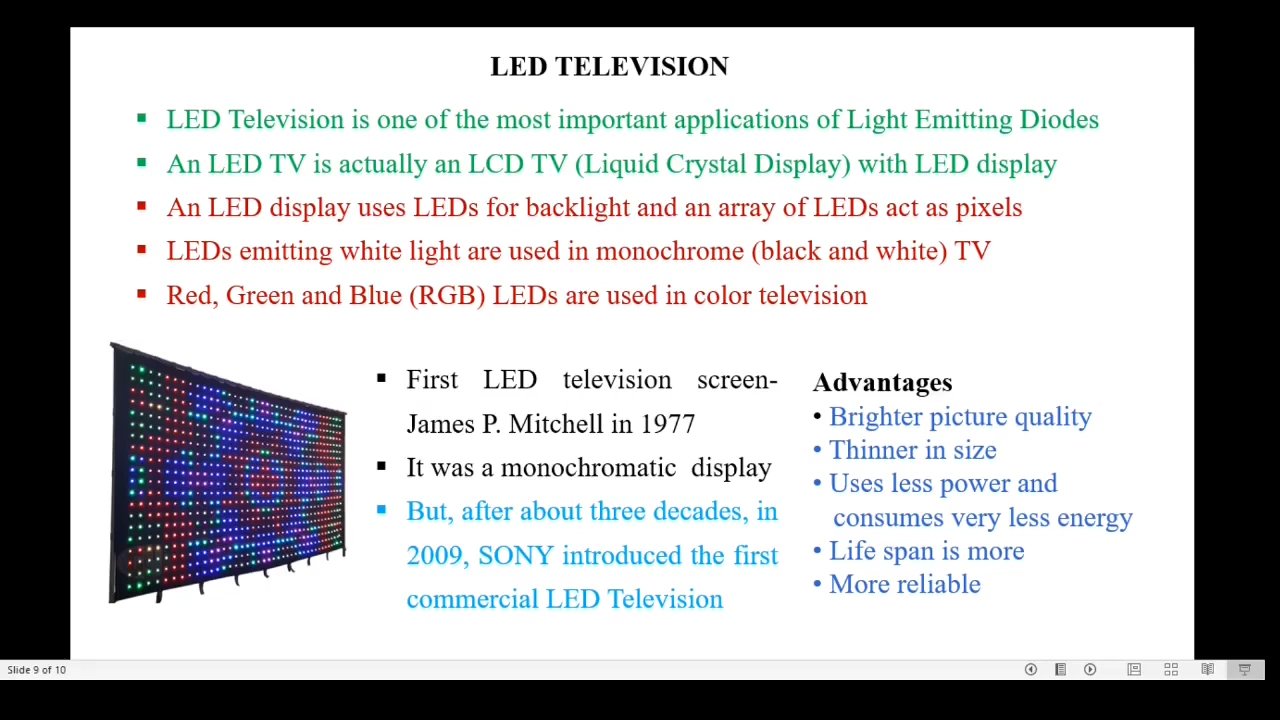 LED TELEVISION
▪ LED Television is one of the most important applications of Light Emitting Diodes
▪ An LED TV is actually an LCD TV (Liquid Crystal Display) with LED display
▪ An LED display uses LEDs for backlight and an array of LEDs act as pixels
▪ LEDs emitting white light are used in monochrome (black and white) TV
▪ Red, Green and Blue (RGB) LEDs are used in color television
▪ First LED television screen-
James P. Mitchell in 1977
▪ It was a monochromatic display
▪ But, after about three decades, in
2009, SONY introduced the first
commercial LED Television
Advantages
• Brighter picture quality
• Thinner in size
• Uses less power and
consumes very less energy
• Life span is more
• More reliable
Slide 9 of 10